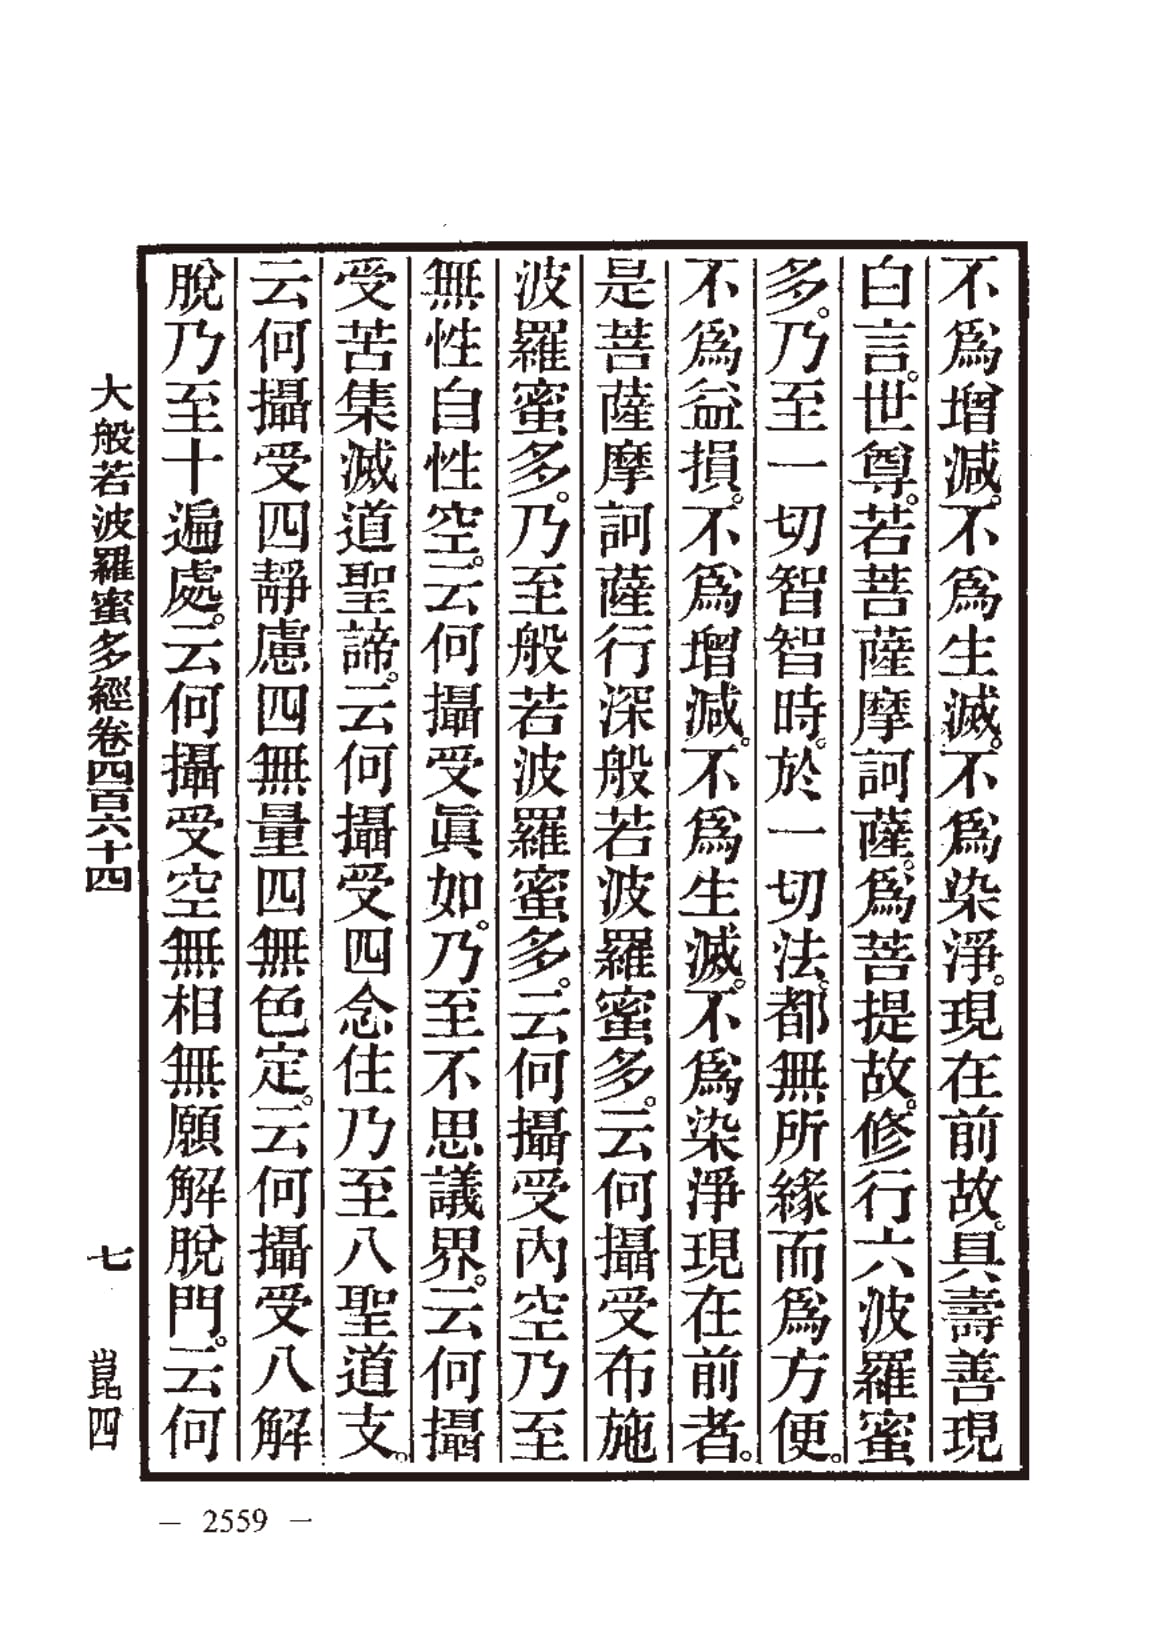 不爲增減。不爲生滅。不爲染淨。現在前故。具壽善現
白言。世尊。若菩薩摩訶薩。爲菩提故。修行六波羅蜜
多。乃至一切智智時。於一切法。都無所緣而爲方便。
不爲益損。不爲增減。不爲生滅。不爲染淨現在前者。
是菩薩摩訶薩行深般若波羅蜜多。云何攝受布施
波羅蜜多。乃至般若波羅蜜多。云何攝受內空乃至
無性自性空。云何攝受眞如。乃至不思議界。云何攝
受苦集滅道聖諦。云何攝受四念住乃至八聖道支。
云何攝受四靜慮四無量四無色定。云何攝受八解
脫乃至十遍處。云何攝受空無相無願解脫門。云何
大般若波羅蜜多經卷四百六十四 七 崑四
— 2559 —